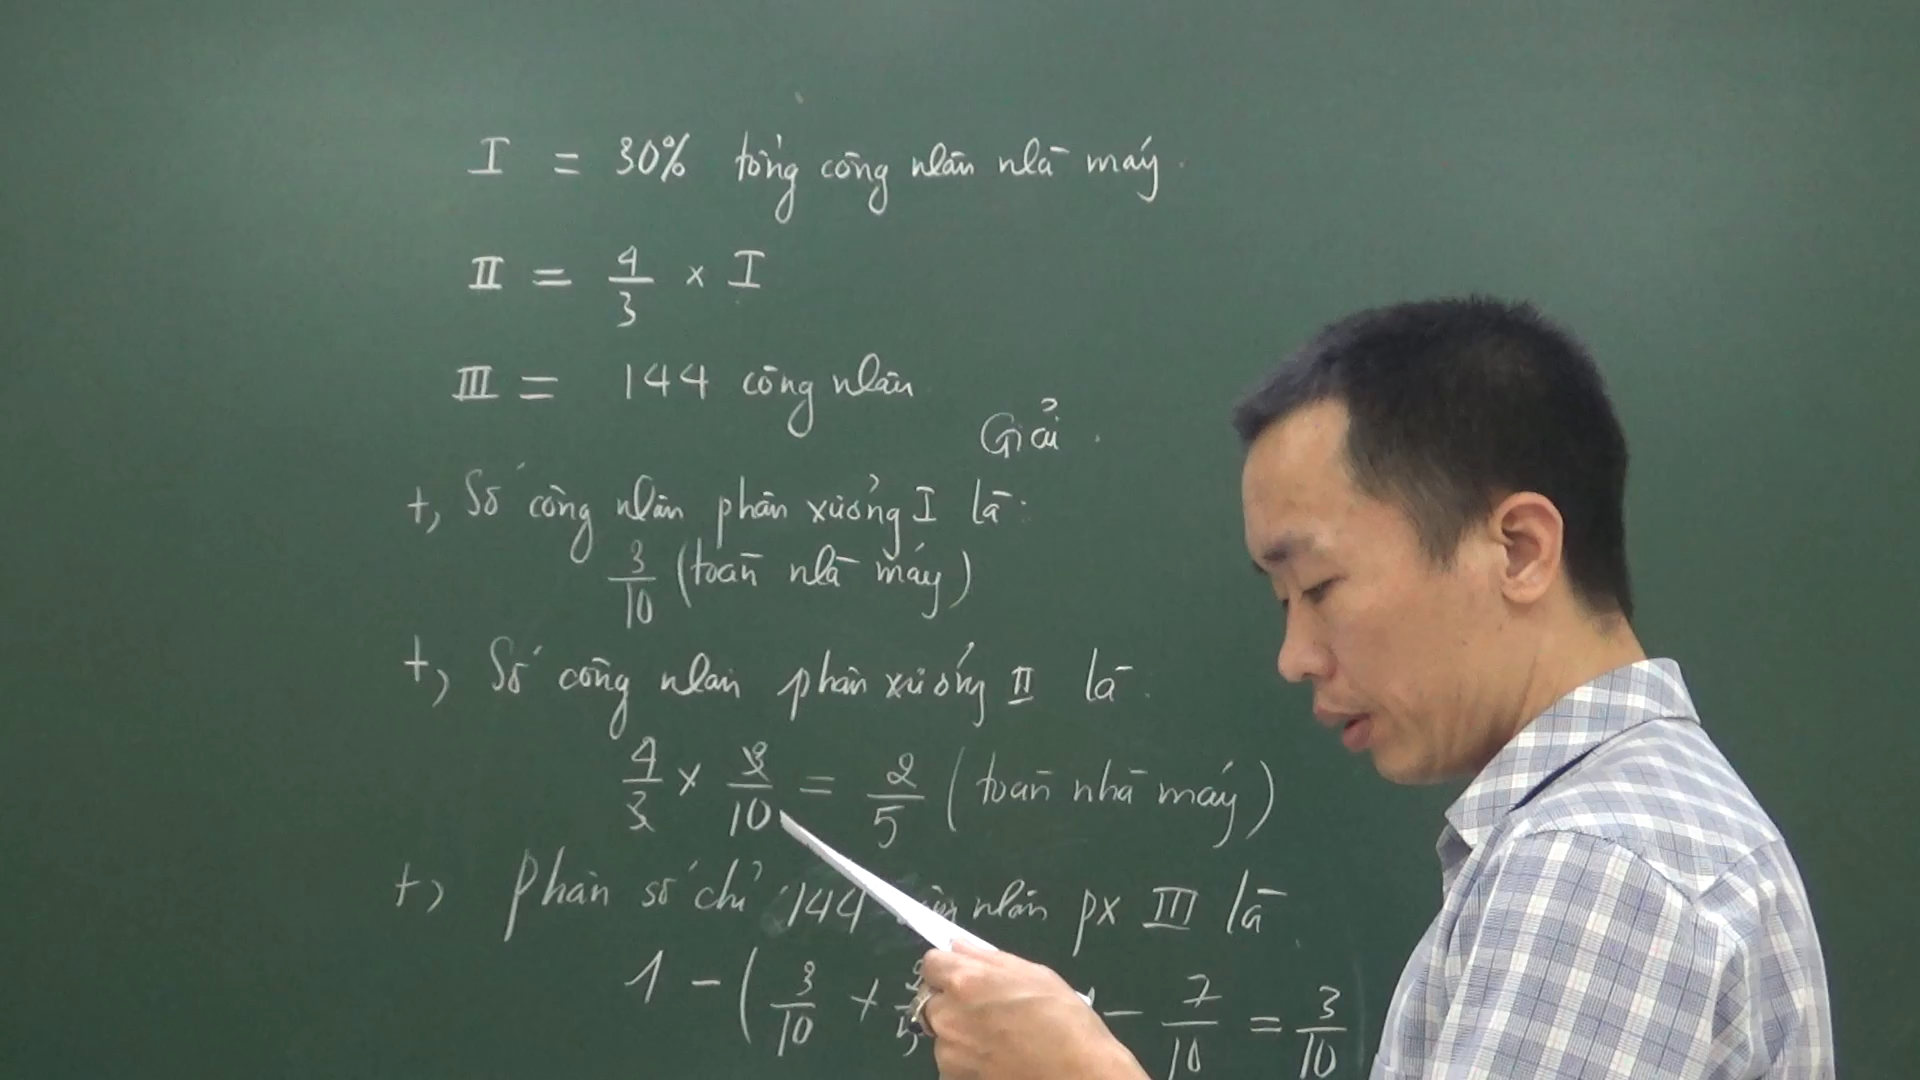 I = 30% tổng công nhân nhà máy.
II = 4/3 × I
III = 144 công nhân
Giải.
+, Số công nhân phân xưởng I là:
3/10 (toàn nhà máy)
+, Số công nhân phân xưởng II là.
4/3 × 3/10 = 2/5 (toàn nhà máy)
+, Phân số chỉ 144 nhân px III là
1 - (3/10 + - 7/10 = 3/10